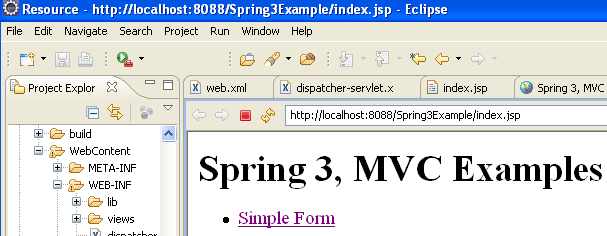 Resource - http://localhost:8088/Spring3Example/index.jsp - Eclipse
File Edit Navigate Search Project Run Window Help
Project Explor
web.xml dispatcher-servlet.x index.jsp Spring 3, MVC
http://localhost:8088/Spring3Example/index.jsp
build
WebContent
META-INF
WEB-INF
lib
views
dispatcher
Spring 3, MVC Examples
Simple Form